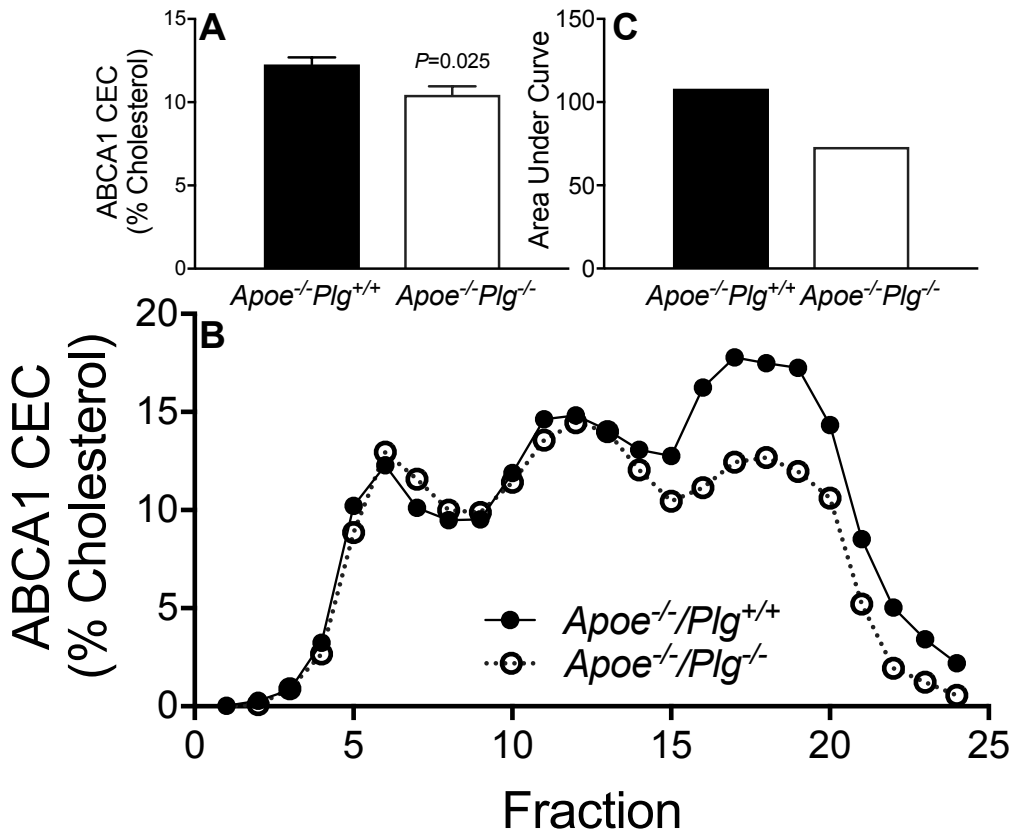 A
ABCA1 CEC
(% Cholesterol)
15
10
5
0
P=0.025
Apoe-/-Plg+/+ Apoe-/-Plg-/-
C
Area Under Curve
150
100
50
0
Apoe-/-Plg+/+ Apoe-/-Plg-/-
B
ABCA1 CEC
(% Cholesterol)
20
15
10
5
0
Apoe-/-/Plg+/+
Apoe-/-/Plg-/-
0 5 10 15 20 25
Fraction